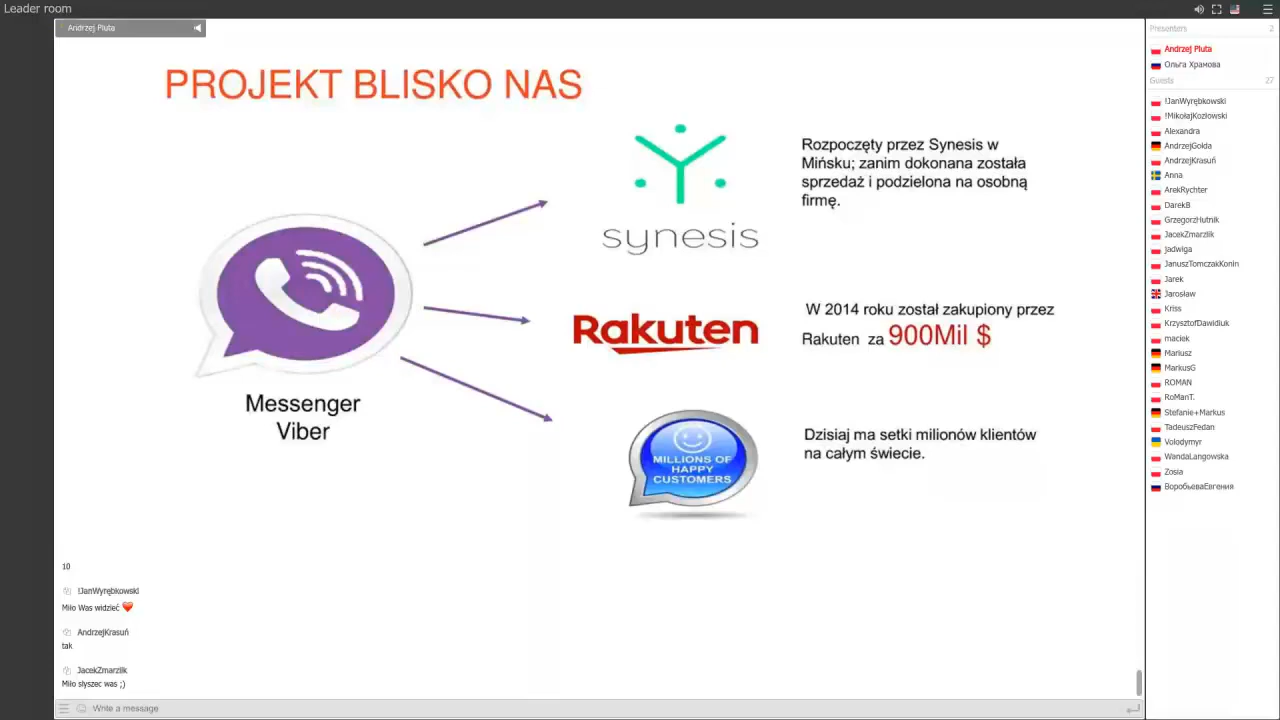 Leader room
Andrzej Pluta
PROJEKT BLISKO NAS
Messenger
Viber
synesis
Rozpoczęty przez Synesis w
Mińsku; zanim dokonana została
sprzedaż i podzielona na osobną
firmę.
Rakuten
W 2014 roku został zakupiony przez
Rakuten za 900Mil $
MILLIONS OF
HAPPY
CUSTOMERS
Dzisiaj ma setki milionów klientów
na całym świecie.
10
!JanWyrębkowski
Miło Was widzieć ❤
AndrzejKrasuń
tak
JacekZmarzlik
Miło slyszec was ;)
Write a message
Presenters 2
Andrzej Pluta
Ольга Храмова
Guests 27
!JanWyrębkowski
!MikołajKozłowski
Alexandra
AndrzejGołda
AndrzejKrasuń
Anna
ArekRychter
DarekB
GrzegorzHutnik
JacekZmarzlik
jadwiga
JanuszTomczakKonin
Jarek
Jarosław
Kriss
KrzysztofDawidiuk
maciek
Mariusz
MarkusG
ROMAN
RoManT.
Stefanie+Markus
TadeuszFedan
Volodymyr
WandaLangowska
Zosia
ВоробьеваЕвгения